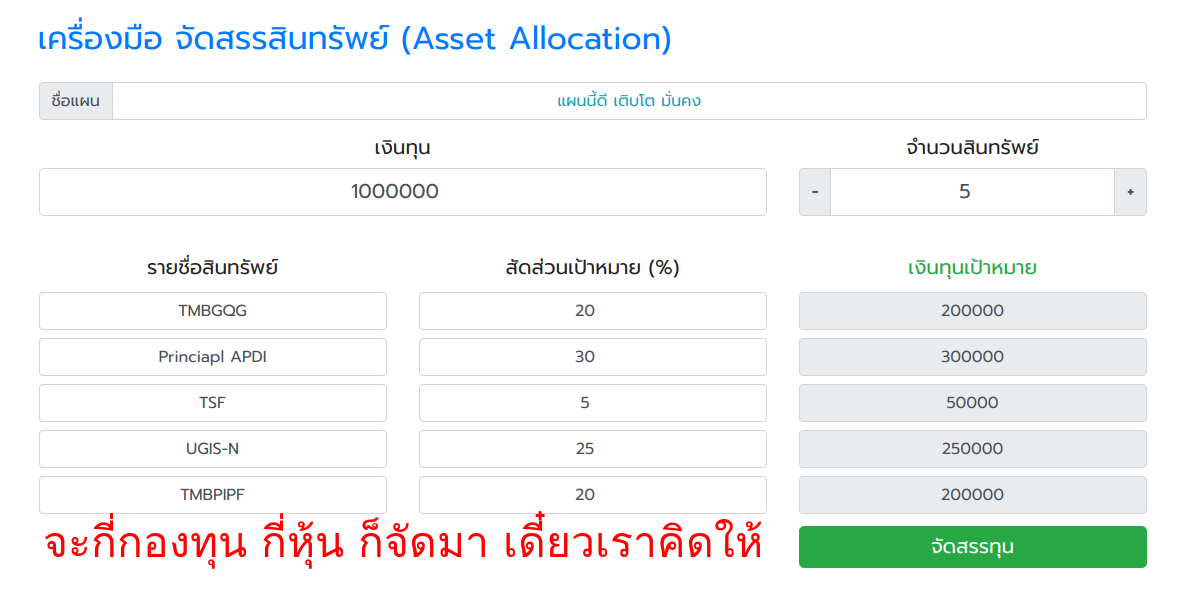 เครื่องมือ จัดสรรสินทรัพย์ (Asset Allocation)
ชื่อแผน แผนนี้ดี เติบโต มั่นคง
เงินทุน จำนวนสินทรัพย์
1000000 - 5 +
รายชื่อสินทรัพย์ สัดส่วนเป้าหมาย (%) เงินทุนเป้าหมาย
TMBGQG 20 200000
Princiapl APDI 30 300000
TSF 5 50000
UGIS-N 25 250000
TMBPIPF 20 200000
จะกี่กองทุน กี่หุ้น ก็จัดมา เดี๋ยวเราคิดให้ จัดสรรทุน